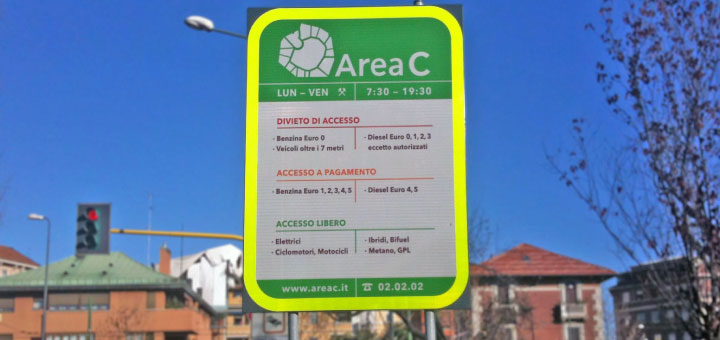 Area C
LUN – VEN 7:30 – 19:30
DIVIETO DI ACCESSO
· Benzina Euro 0
· Veicoli oltre i 7 metri
· Diesel Euro 0, 1, 2, 3
eccetto autorizzati
ACCESSO A PAGAMENTO
· Benzina Euro 1, 2, 3, 4, 5
· Diesel Euro 4, 5
ACCESSO LIBERO
· Elettrici
· Ciclomotori, Motocicli
· Ibridi, Bifuel
· Metano, GPL
www.areac.it ☎ 02.02.02